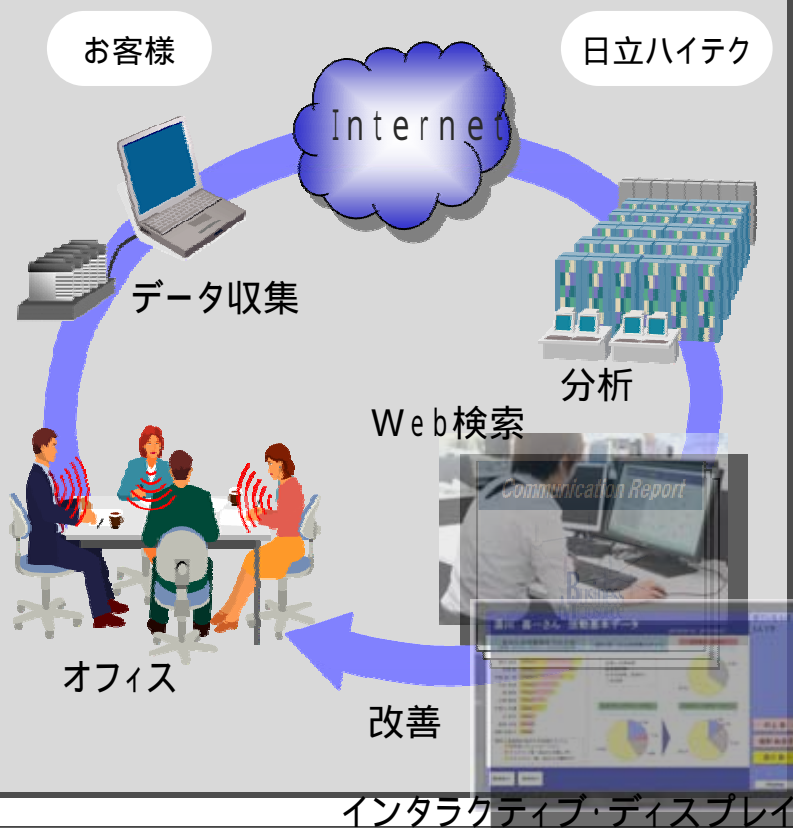 お客様
日立ハイテク
Internet
データ収集
分析
Web検索
Communication Report
Business
オフィス
改善
インタラクティブ・ディスプレイ